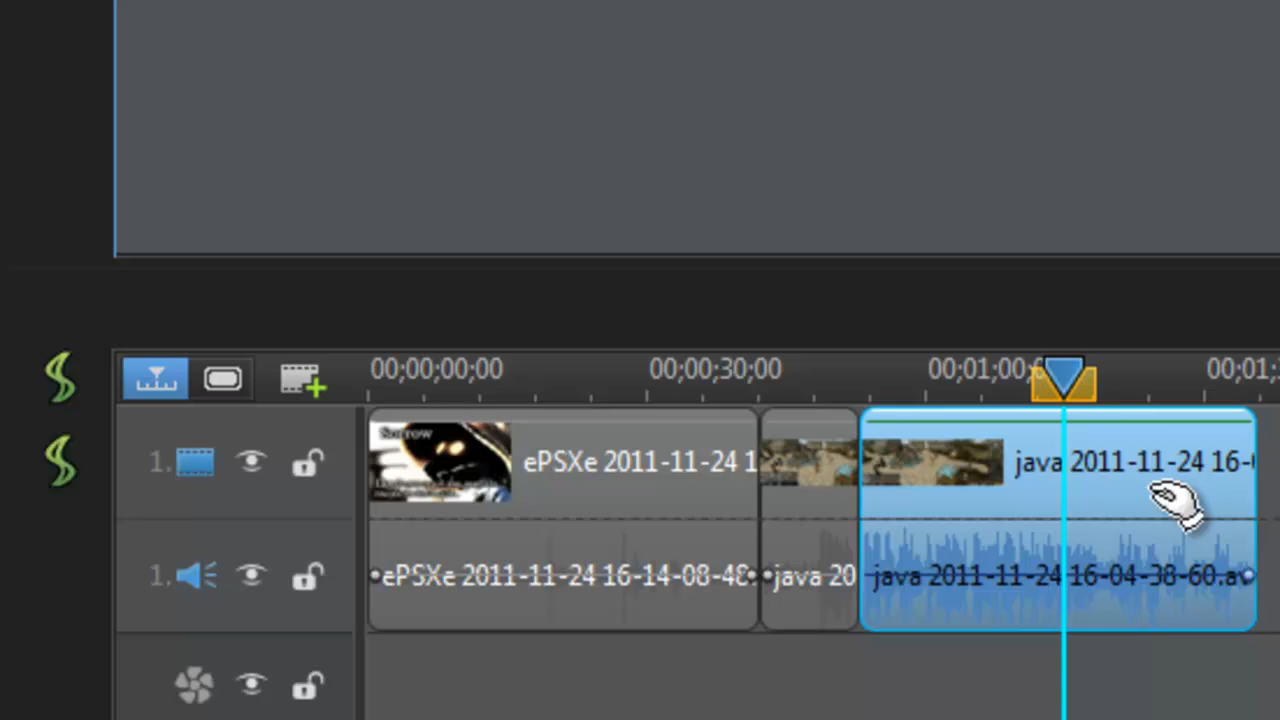 00;00;00;00 00;00;30;00 00;01;00; 00;01;
Sorrow
1. ePSXe 2011-11-24 1 java 2011-11-24 16-
1. ePSXe 2011-11-24 16-14-08-48 java 20 java 2011-11-24 16-04-38-60.av